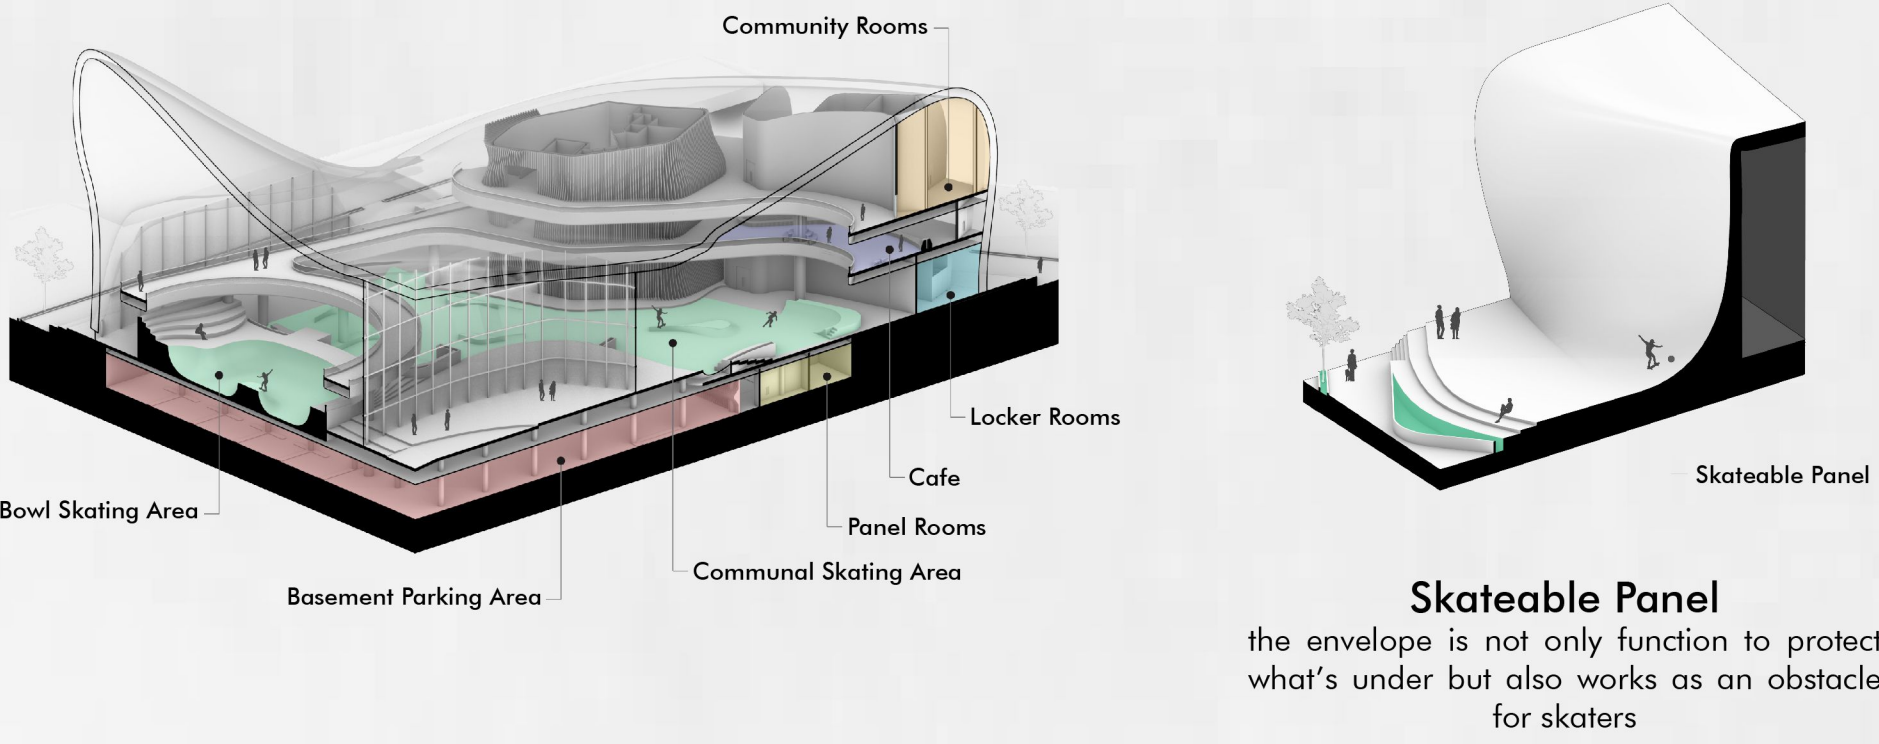 Community Rooms
Locker Rooms
Cafe
Skateable Panel
Bowl Skating Area
Panel Rooms
Communal Skating Area
Basement Parking Area
Skateable Panel
the envelope is not only function to protect
what's under but also works as an obstacle
for skaters